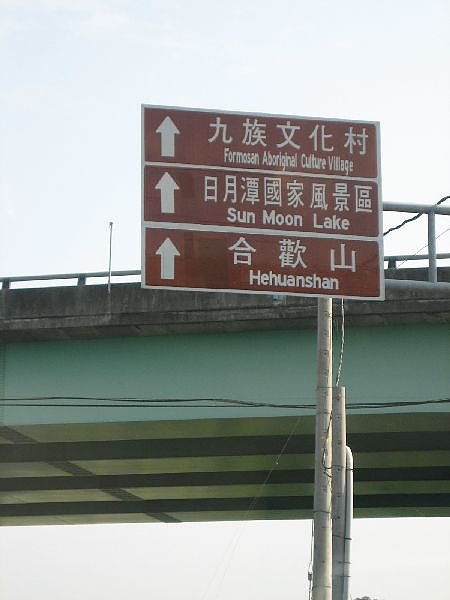 九族文化村
Formosan Aboriginal Culture Village
日月潭國家風景區
Sun Moon Lake
合歡山
Hehuanshan